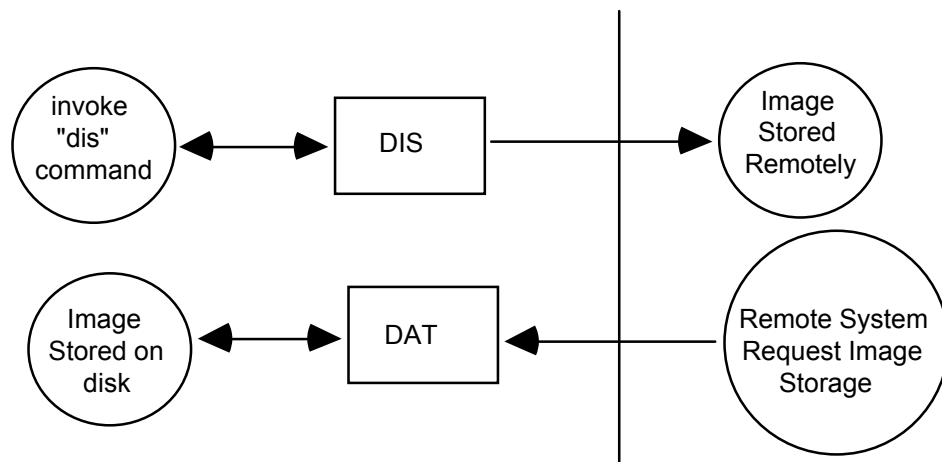 invoke
"dis"
command
DIS
Image
Stored
Remotely
Image
Stored on
disk
DAT
Remote System
Request Image
Storage